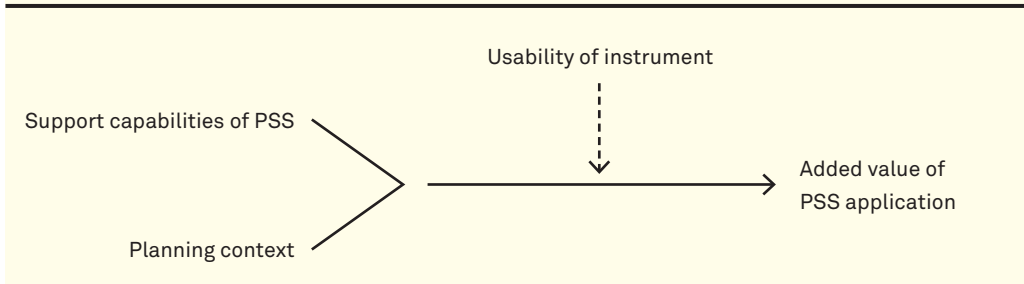 Usability of instrument
Support capabilities of PSS
Added value of
PSS application
Planning context